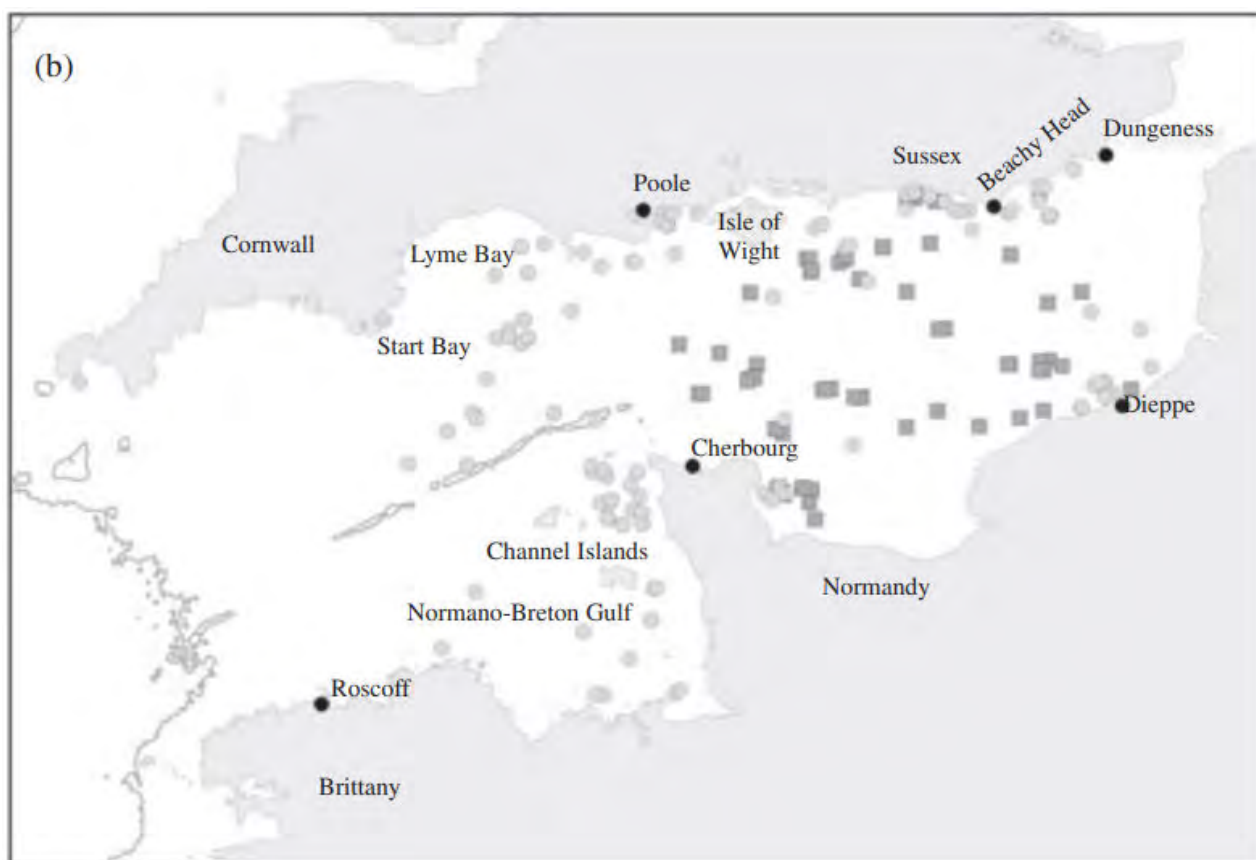 (b)
Dungeness
Beachy Head
Sussex
Poole
Isle of
Wight
Cornwall
Lyme Bay
Start Bay
Dieppe
Cherbourg
Channel Islands
Normandy
Normano-Breton Gulf
Roscoff
Brittany